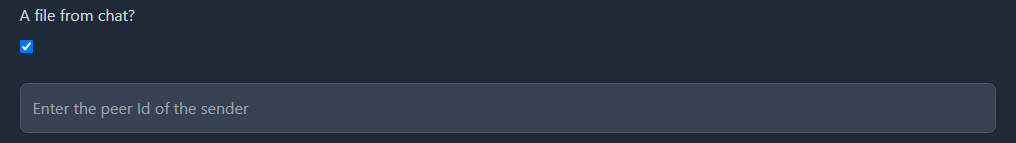 A file from chat?
Enter the peer Id of the sender